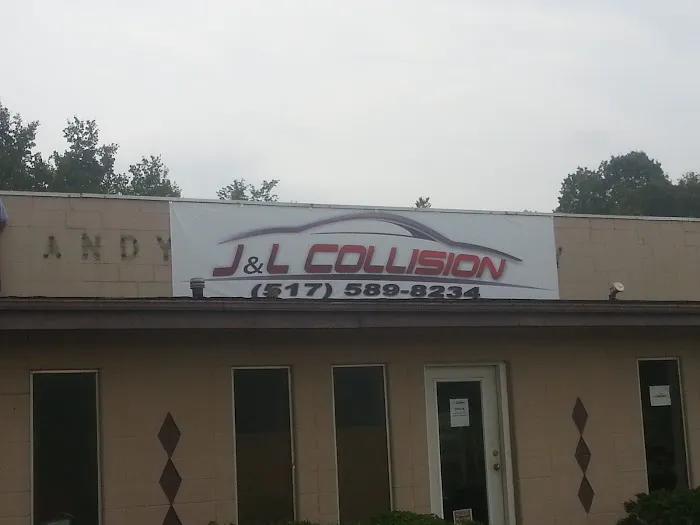 ANDY
J&L COLLISION
(517) 589-8234